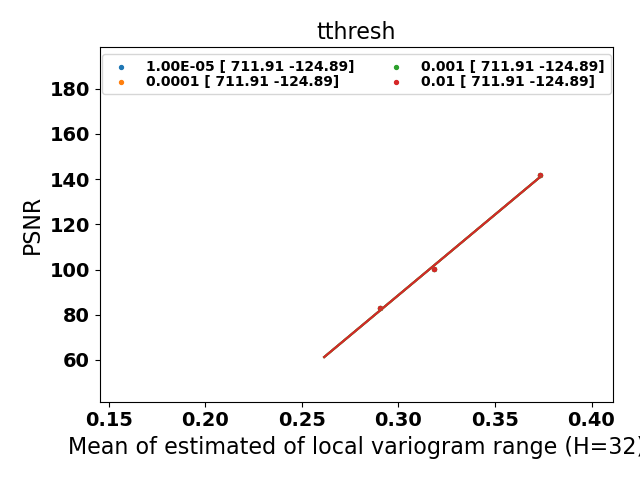 tthresh
1.00E-05 [ 711.91 -124.89]
0.0001 [ 711.91 -124.89]
0.001 [ 711.91 -124.89]
0.01 [ 711.91 -124.89]
PSNR
180
160
140
120
100
80
60
0.15 0.20 0.25 0.30 0.35 0.40
Mean of estimated of local variogram range (H=32)